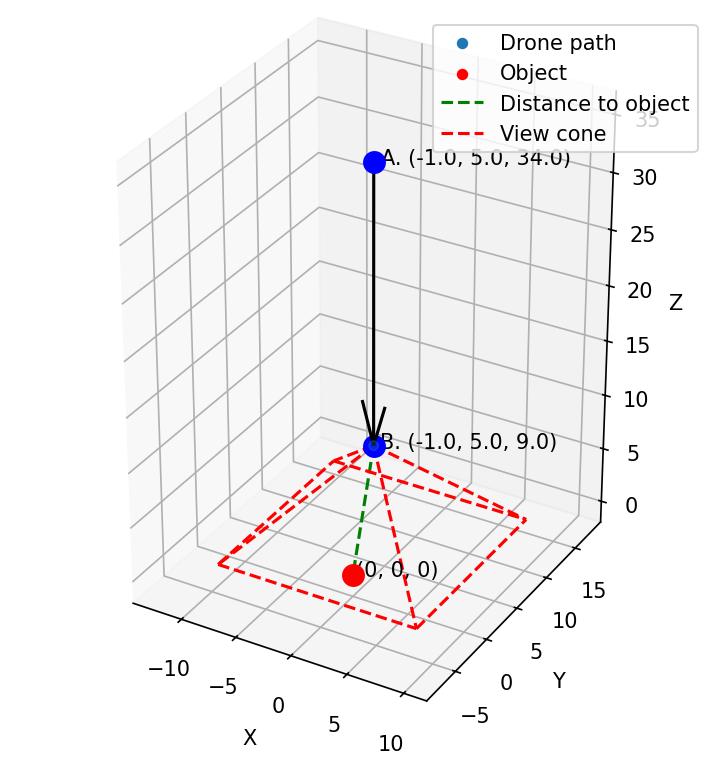 Drone path
Object
Distance to object
View cone
A. (-1.0, 5.0, 34.0)
B. (-1.0, 5.0, 9.0)
(0, 0, 0)
35
30
25
20
15
10
5
0
Z
−10
−5
0
5
10
X
−5
0
5
10
15
Y